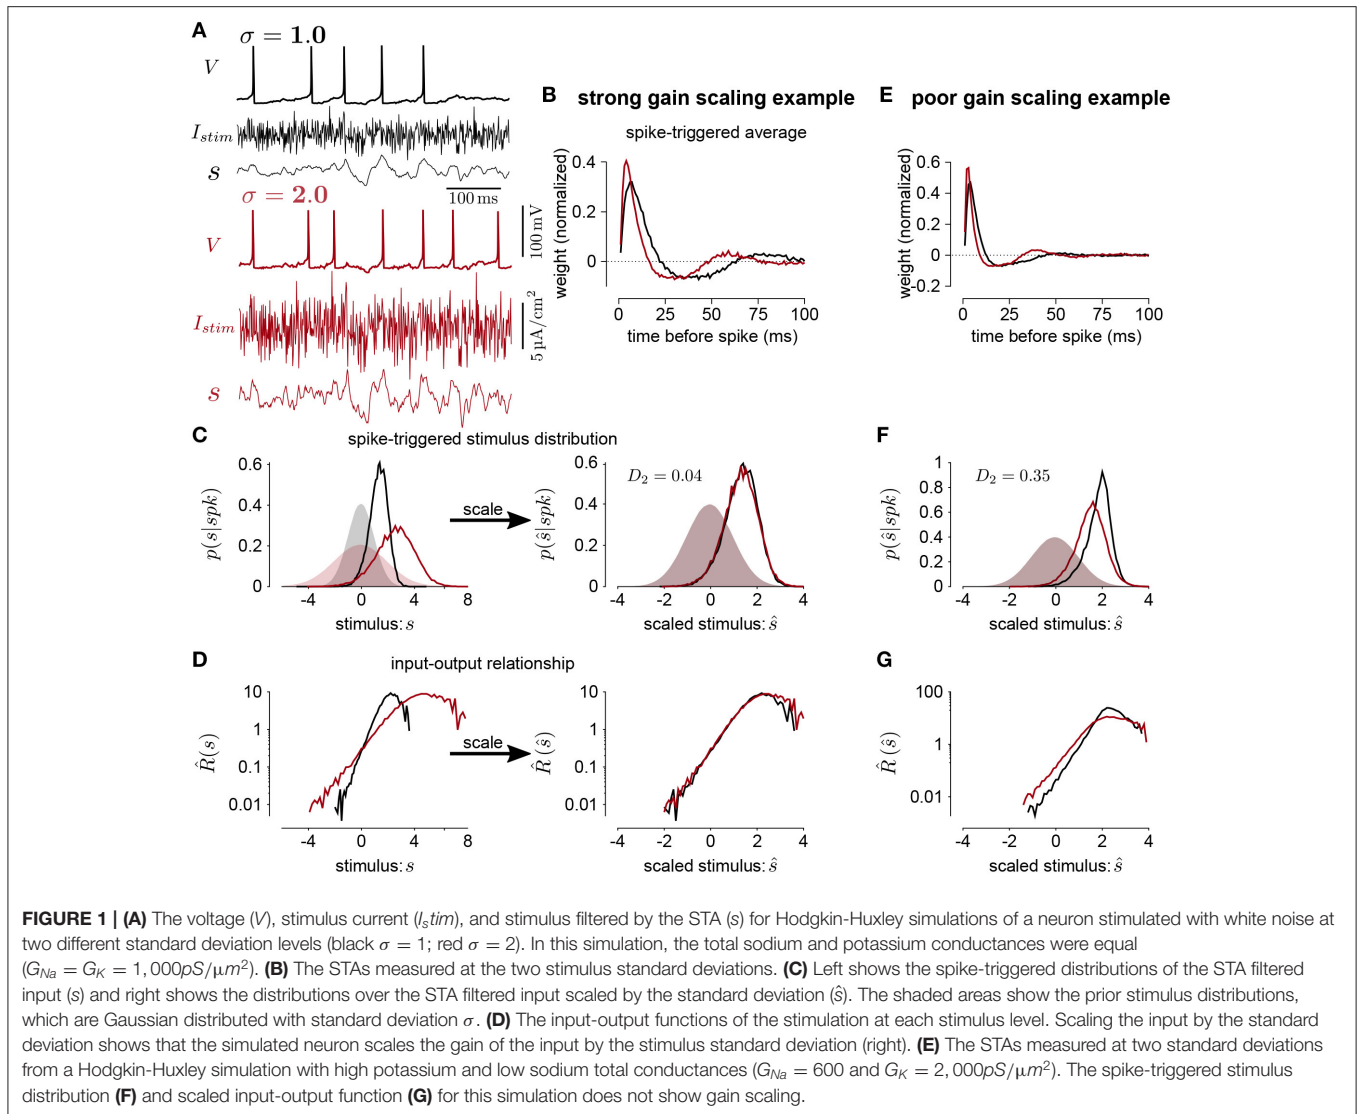 A
σ = 1.0
V
I_stim
s
100 ms
σ = 2.0
V
100 mV
I_stim
5 μA/cm²
s
B strong gain scaling example
spike-triggered average
weight (normalized)
0.4
0.2
0
0 25 50 75 100
time before spike (ms)
E poor gain scaling example
weight (normalized)
0.6
0.4
0.2
0
-0.2
0 25 50 75 100
time before spike (ms)
C spike-triggered stimulus distribution
p(s|spk)
0.6
0.4
0.2
0
-4 0 4 8
stimulus: s
scale
p(ŝ|spk)
D₂ = 0.04
0.6
0.4
0.2
0
-4 -2 0 2 4
scaled stimulus: ŝ
F
p(ŝ|spk)
D₂ = 0.35
1
0.8
0.6
0.4
0.2
0
-4 -2 0 2 4
scaled stimulus: ŝ
D input-output relationship
R̂(s)
10
1
0.1
0.01
-4 0 4 8
stimulus: s
scale
R̂(ŝ)
10
1
0.1
0.01
-4 -2 0 2 4
scaled stimulus: ŝ
G
R̂(ŝ)
100
1
0.01
-4 -2 0 2 4
scaled stimulus: ŝ
FIGURE 1 | (A) The voltage (V), stimulus current (I_stim), and stimulus filtered by the STA (s) for Hodgkin-Huxley simulations of a neuron stimulated with white noise at
two different standard deviation levels (black σ = 1; red σ = 2). In this simulation, the total sodium and potassium conductances were equal
(G_Na = G_K = 1, 000pS/μm²). (B) The STAs measured at the two stimulus standard deviations. (C) Left shows the spike-triggered distributions of the STA filtered
input (s) and right shows the distributions over the STA filtered input scaled by the standard deviation (ŝ). The shaded areas show the prior stimulus distributions,
which are Gaussian distributed with standard deviation σ. (D) The input-output functions of the stimulation at each stimulus level. Scaling the input by the standard
deviation shows that the simulated neuron scales the gain of the input by the stimulus standard deviation (right). (E) The STAs measured at two standard deviations
from a Hodgkin-Huxley simulation with high potassium and low sodium total conductances (G_Na = 600 and G_K = 2, 000pS/μm²). The spike-triggered stimulus
distribution (F) and scaled input-output function (G) for this simulation does not show gain scaling.